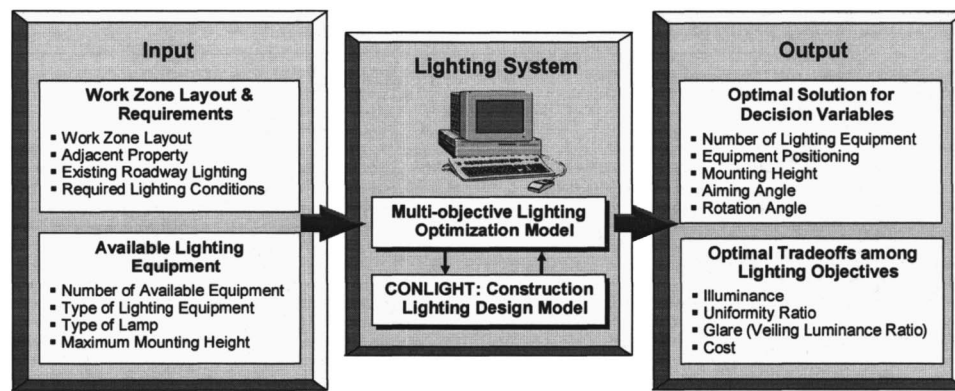 Input
Work Zone Layout &
Requirements
▪ Work Zone Layout
▪ Adjacent Property
▪ Existing Roadway Lighting
▪ Required Lighting Conditions
Available Lighting
Equipment
▪ Number of Available Equipment
▪ Type of Lighting Equipment
▪ Type of Lamp
▪ Maximum Mounting Height
Lighting System
Multi-objective Lighting
Optimization Model
CONLIGHT: Construction
Lighting Design Model
Output
Optimal Solution for
Decision Variables
▪ Number of Lighting Equipment
▪ Equipment Positioning
▪ Mounting Height
▪ Aiming Angle
▪ Rotation Angle
Optimal Tradeoffs among
Lighting Objectives
▪ Illuminance
▪ Uniformity Ratio
▪ Glare (Veiling Luminance Ratio)
▪ Cost